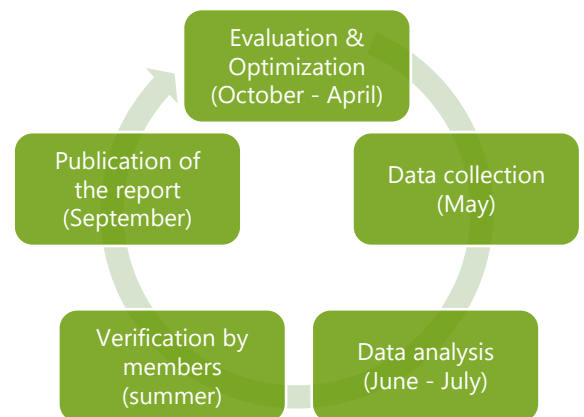 Evaluation &
Optimization
(October - April)
Data collection
(May)
Data analysis
(June - July)
Verification by
members
(summer)
Publication of
the report
(September)